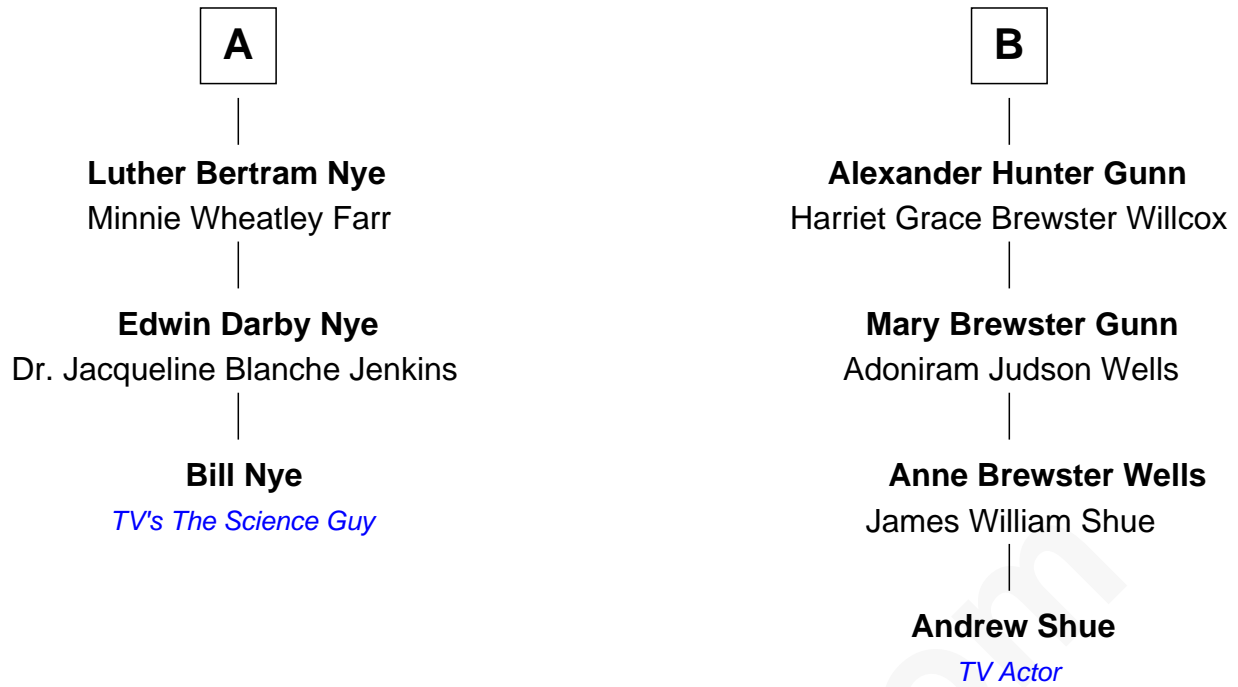 A
Luther Bertram Nye
Minnie Wheatley Farr
Edwin Darby Nye
Dr. Jacqueline Blanche Jenkins
Bill Nye
TV's The Science Guy
B
Alexander Hunter Gunn
Harriet Grace Brewster Willcox
Mary Brewster Gunn
Adoniram Judson Wells
Anne Brewster Wells
James William Shue
Andrew Shue
TV Actor